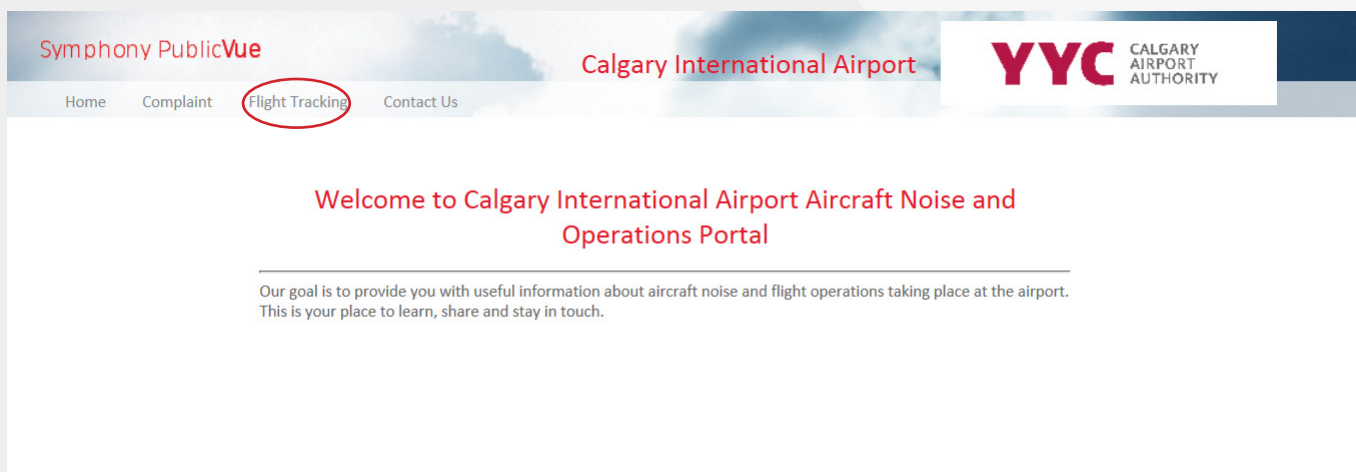 Symphony PublicVue
Calgary International Airport
YYC
CALGARY
AIRPORT
AUTHORITY
Home Complaint Flight Tracking Contact Us
Welcome to Calgary International Airport Aircraft Noise and
Operations Portal
Our goal is to provide you with useful information about aircraft noise and flight operations taking place at the airport.
This is your place to learn, share and stay in touch.